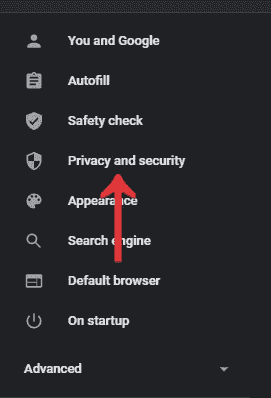 You and Google
Autofill
Safety check
Privacy and security
Appearance
Search engine
Default browser
On startup
Advanced